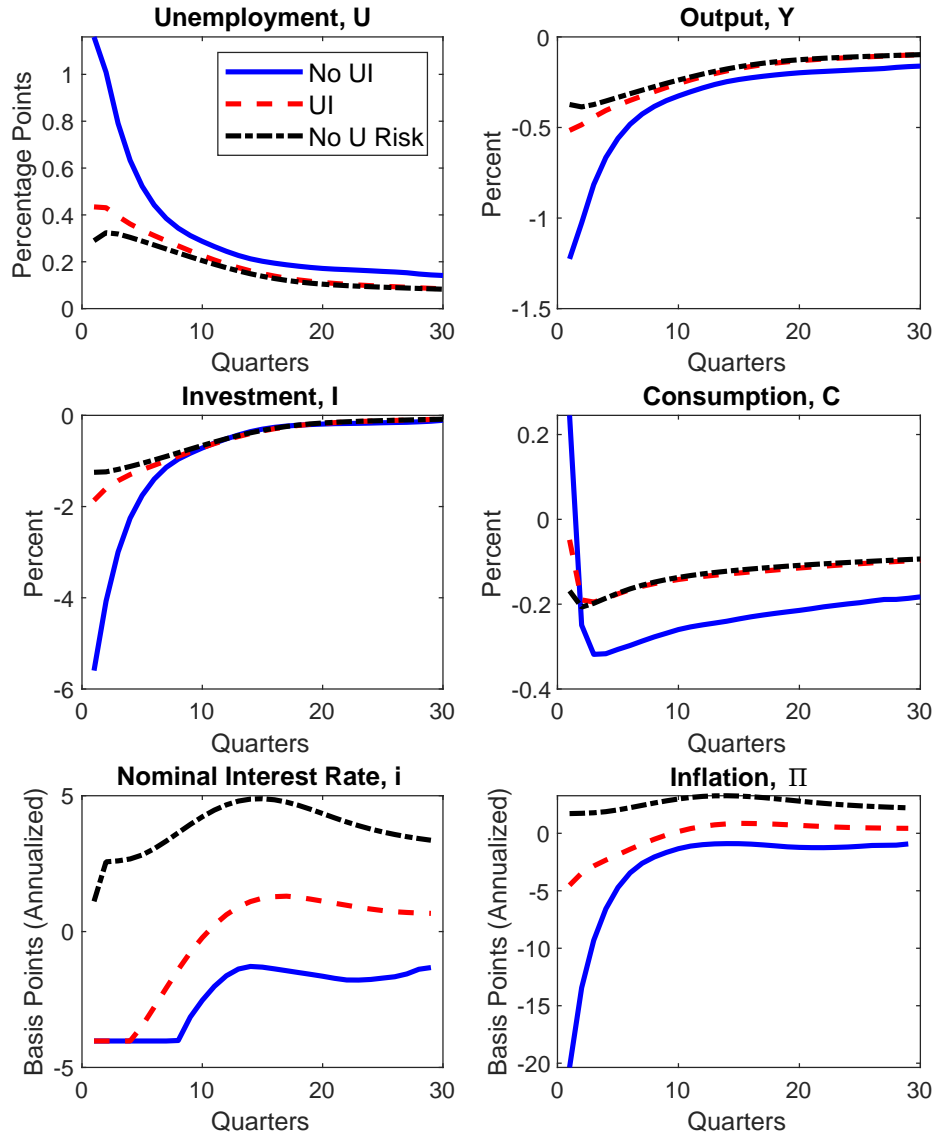 Unemployment, U
Percentage Points
1
0.8
0.6
0.4
0.2
0
0 10 20 30
Quarters
No UI
UI
No U Risk
Output, Y
Percent
0
-0.5
-1
-1.5
0 10 20 30
Quarters
Investment, I
Percent
0
-2
-4
-6
0 10 20 30
Quarters
Consumption, C
Percent
0.2
0
-0.2
-0.4
0 10 20 30
Quarters
Nominal Interest Rate, i
Basis Points (Annualized)
5
0
-5
0 10 20 30
Quarters
Inflation, Π
Basis Points (Annualized)
0
-5
-10
-15
-20
0 10 20 30
Quarters